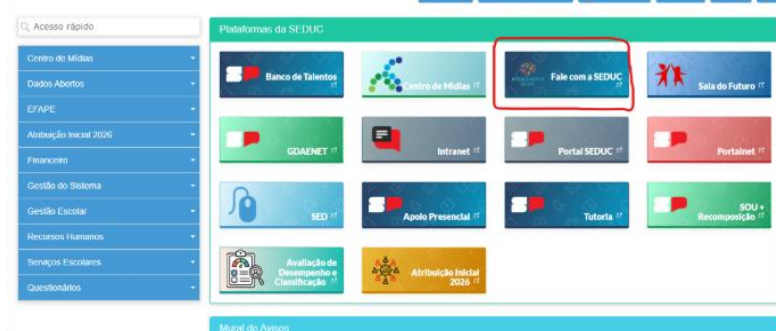 Acesso rápido
Centro de Mídias
Dados Abertos
EFAPE
Atribuição Inicial 2026
Financeiro
Gestão do Sistema
Gestão Escolar
Recursos Humanos
Serviços Escolares
Questionários
Plataformas da SEDUC
Banco de Talentos
Centro de Mídias
Fale com a SEDUC
Sala do Futuro
GDAENET
Intranet
Portal SEDUC
Portalnet
SED
Apoio Presencial
Tutoria
SOU +
Recomposição
Avaliação de
Desempenho e
Classificação
Atribuição Inicial
2026
Mural de Avisos